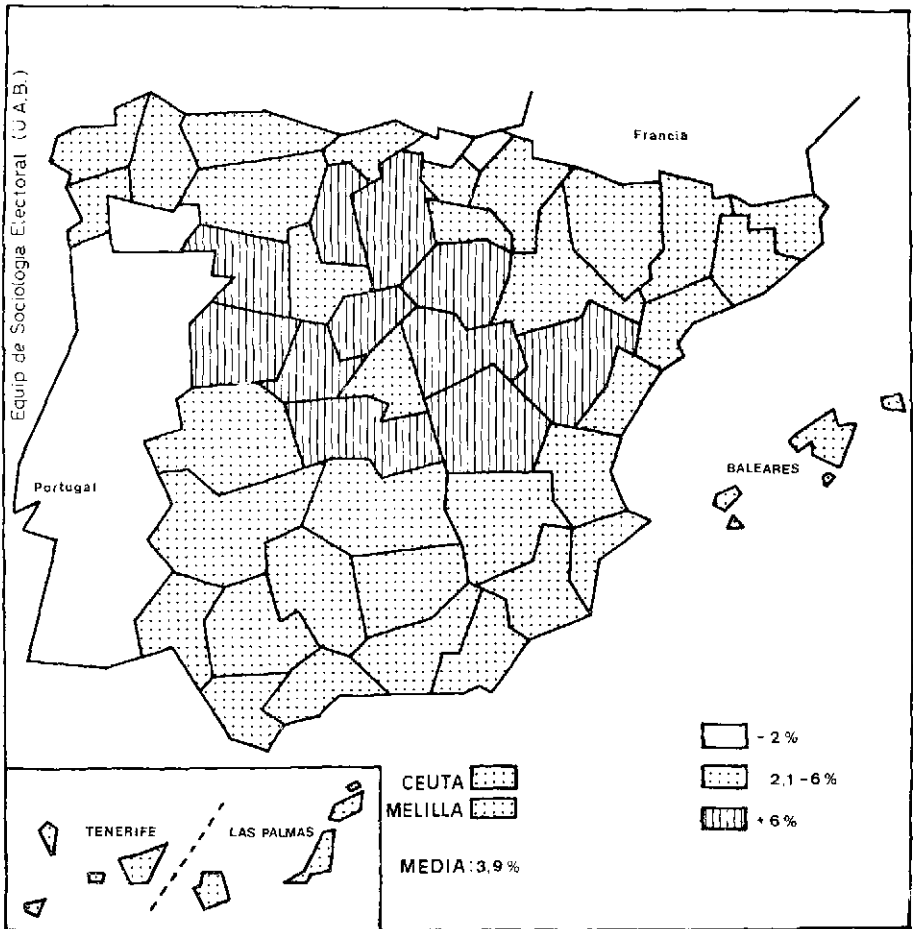 Equip de Sociologia Electoral (U.A.B.)
Francia
Portugal
BALEARES
CEUTA
MELILLA
MEDIA: 3,9%
TENERIFE
LAS PALMAS
- 2 %
2,1 - 6 %
+ 6 %